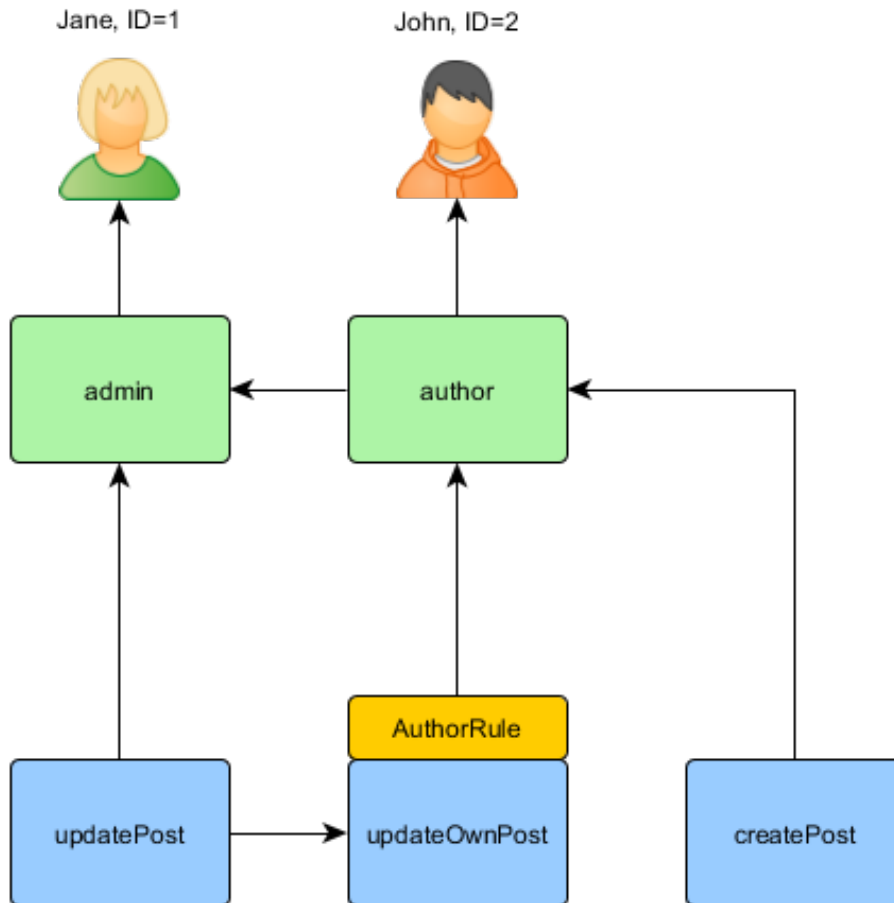 Jane, ID=1
John, ID=2
admin
author
AuthorRule
updatePost
updateOwnPost
createPost